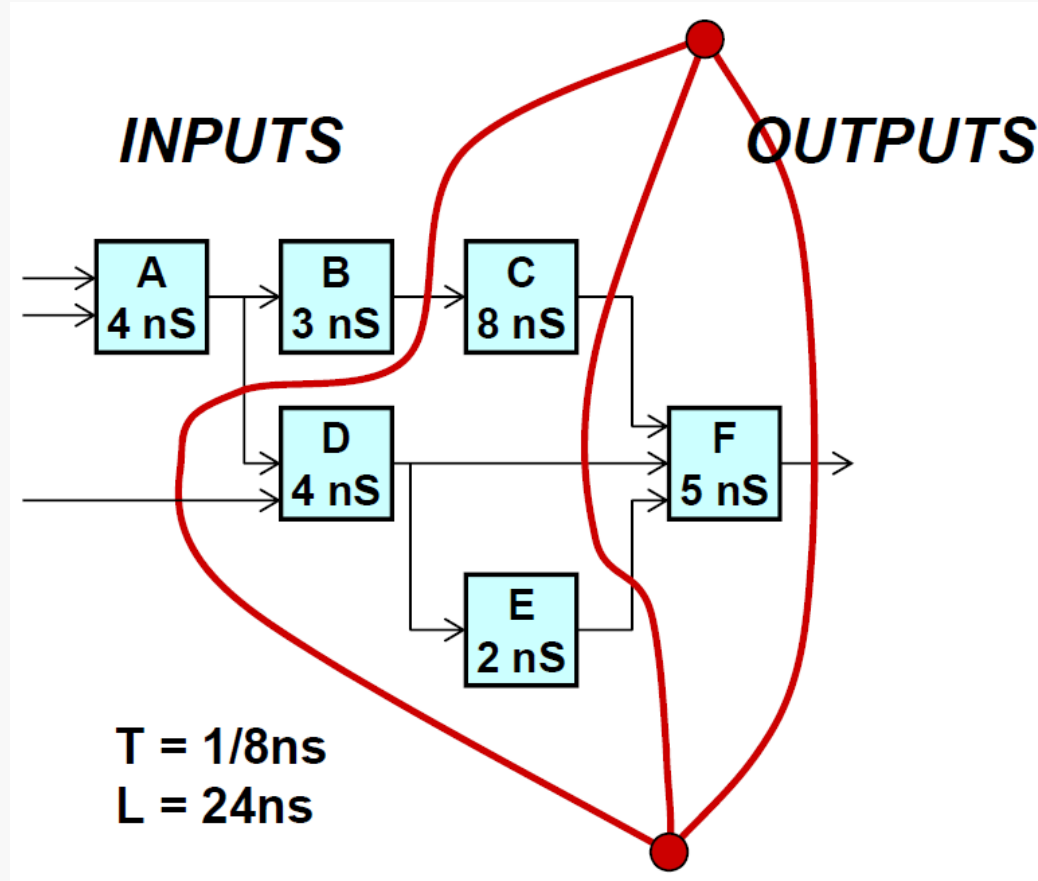 INPUTS
OUTPUTS
A
4 nS
B
3 nS
C
8 nS
D
4 nS
F
5 nS
E
2 nS
T = 1/8ns
L = 24ns